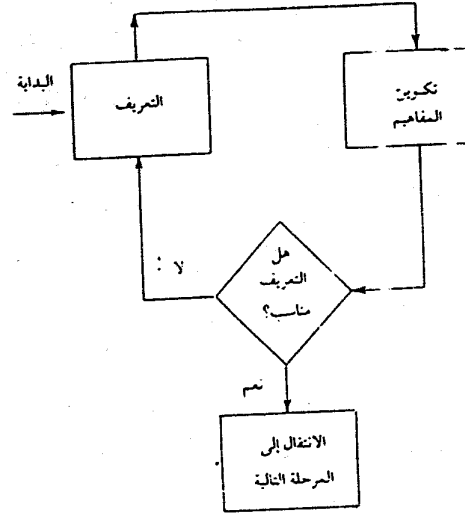 البداية
التعريف
تكوين
المفاهيم
هل
التعريف
مناسب؟
لا :
نعم
الانتقال إلى
المرحلة التالية